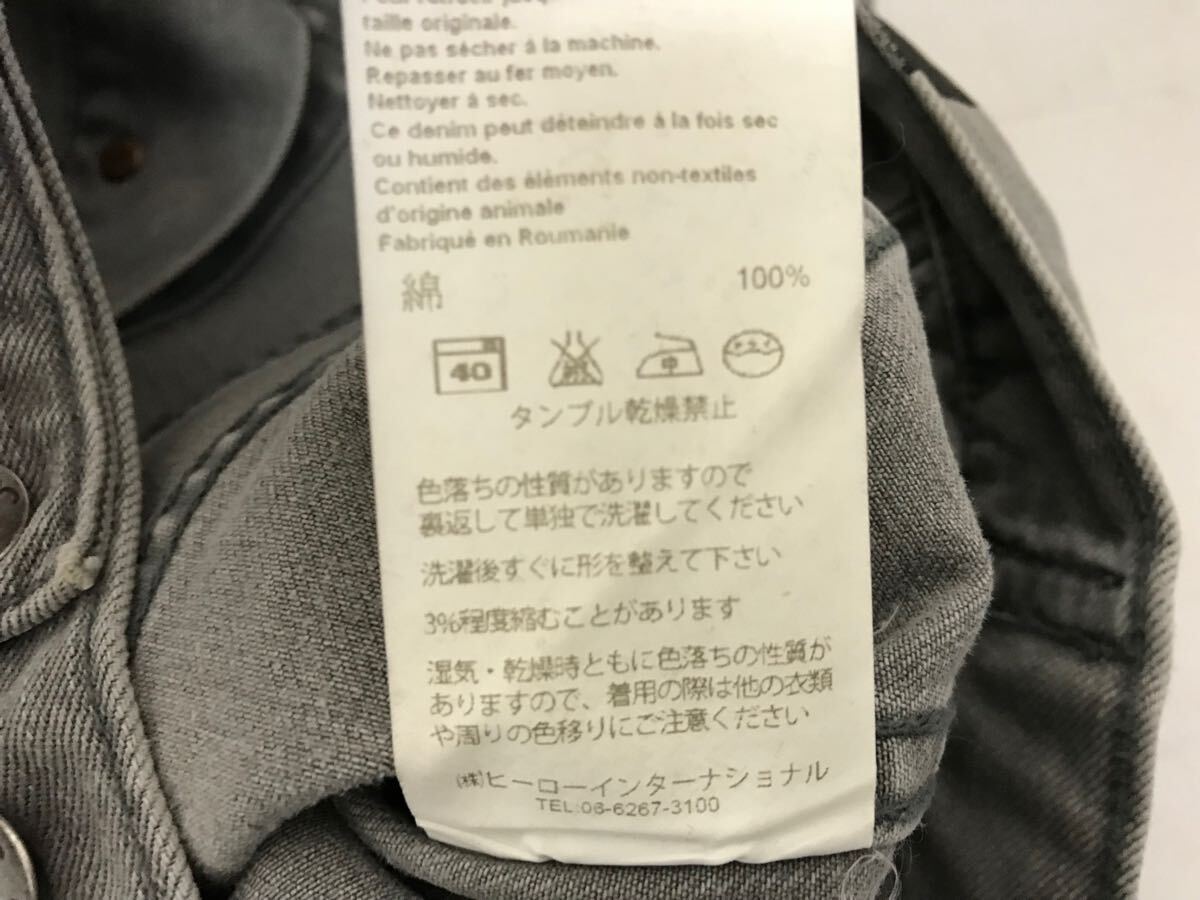 taille originale.
Ne pas sécher à la machine.
Repasser au fer moyen.
Nettoyer à sec.
Ce denim peut déteindre à la fois sec
ou humide.
Contient des éléments non-textiles
d'origine animale
Fabriqué en Roumanie
綿 100%
40 中 ドライ
タンブル乾燥禁止
色落ちの性質がありますので
裏返して単独で洗濯してください
洗濯後すぐに形を整えて下さい
3%程度縮むことがあります
湿気・乾燥時ともに色落ちの性質が
ありますので、着用の際は他の衣類
や周りの色移りにご注意ください
(株)ヒーローインターナショナル
TEL:06-6267-3100